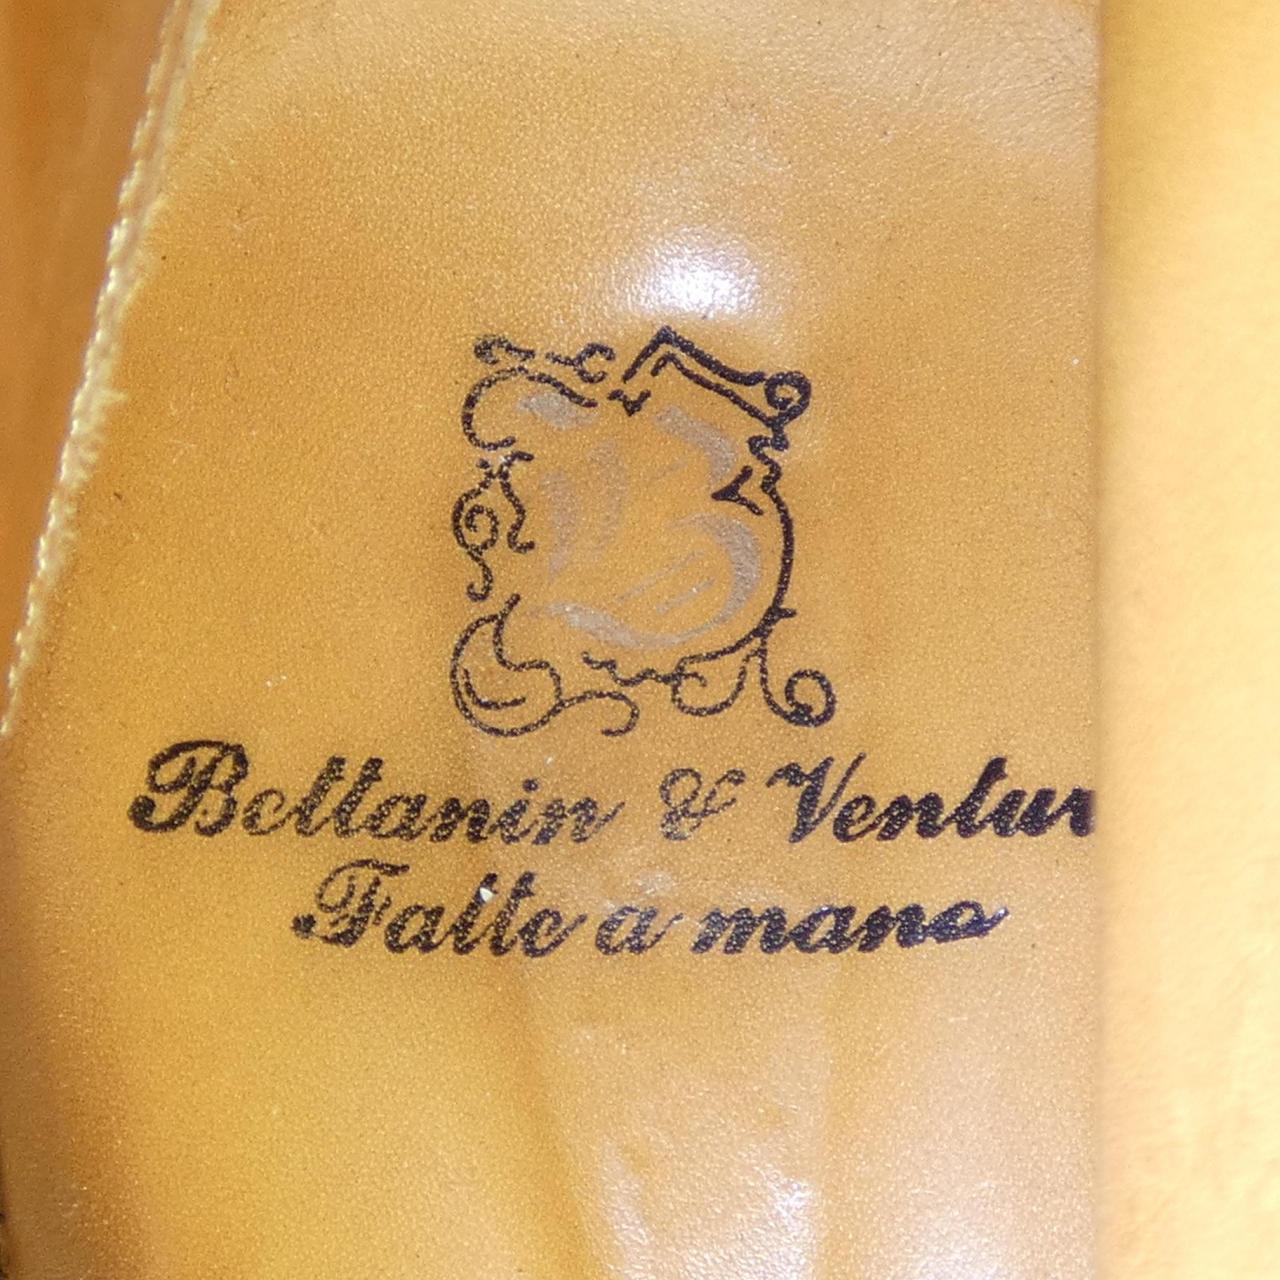 Bettanin & Ventur
Fatte a mano